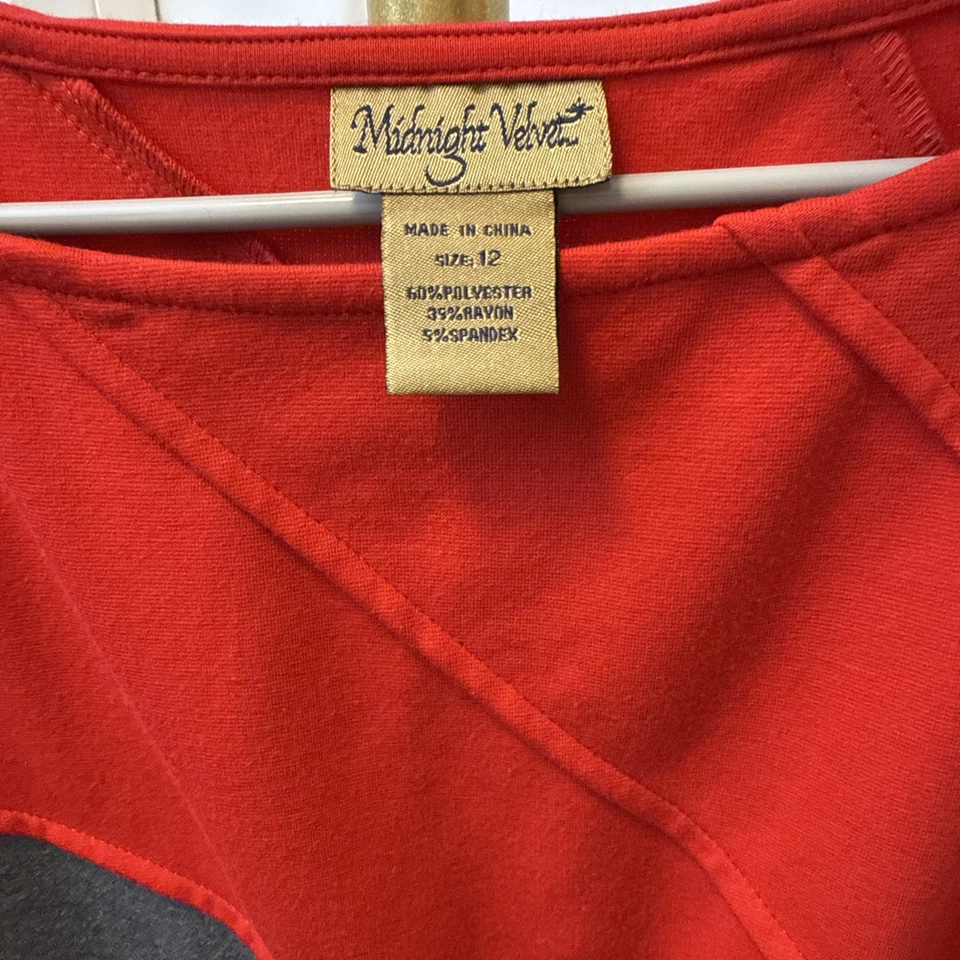 Midnight Velvet
MADE IN CHINA
SIZE: 12
60%POLYESTER
35%RAYON
5%SPANDEX